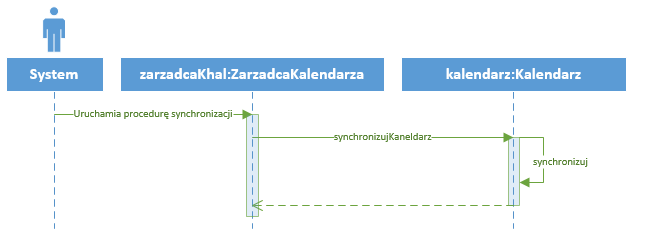 System
zarzadcaKhal:ZarzadcaKalendarza
kalendarz:Kalendarz
Uruchamia procedurę synchronizacji
synchronizujKaneldarz
synchronizuj